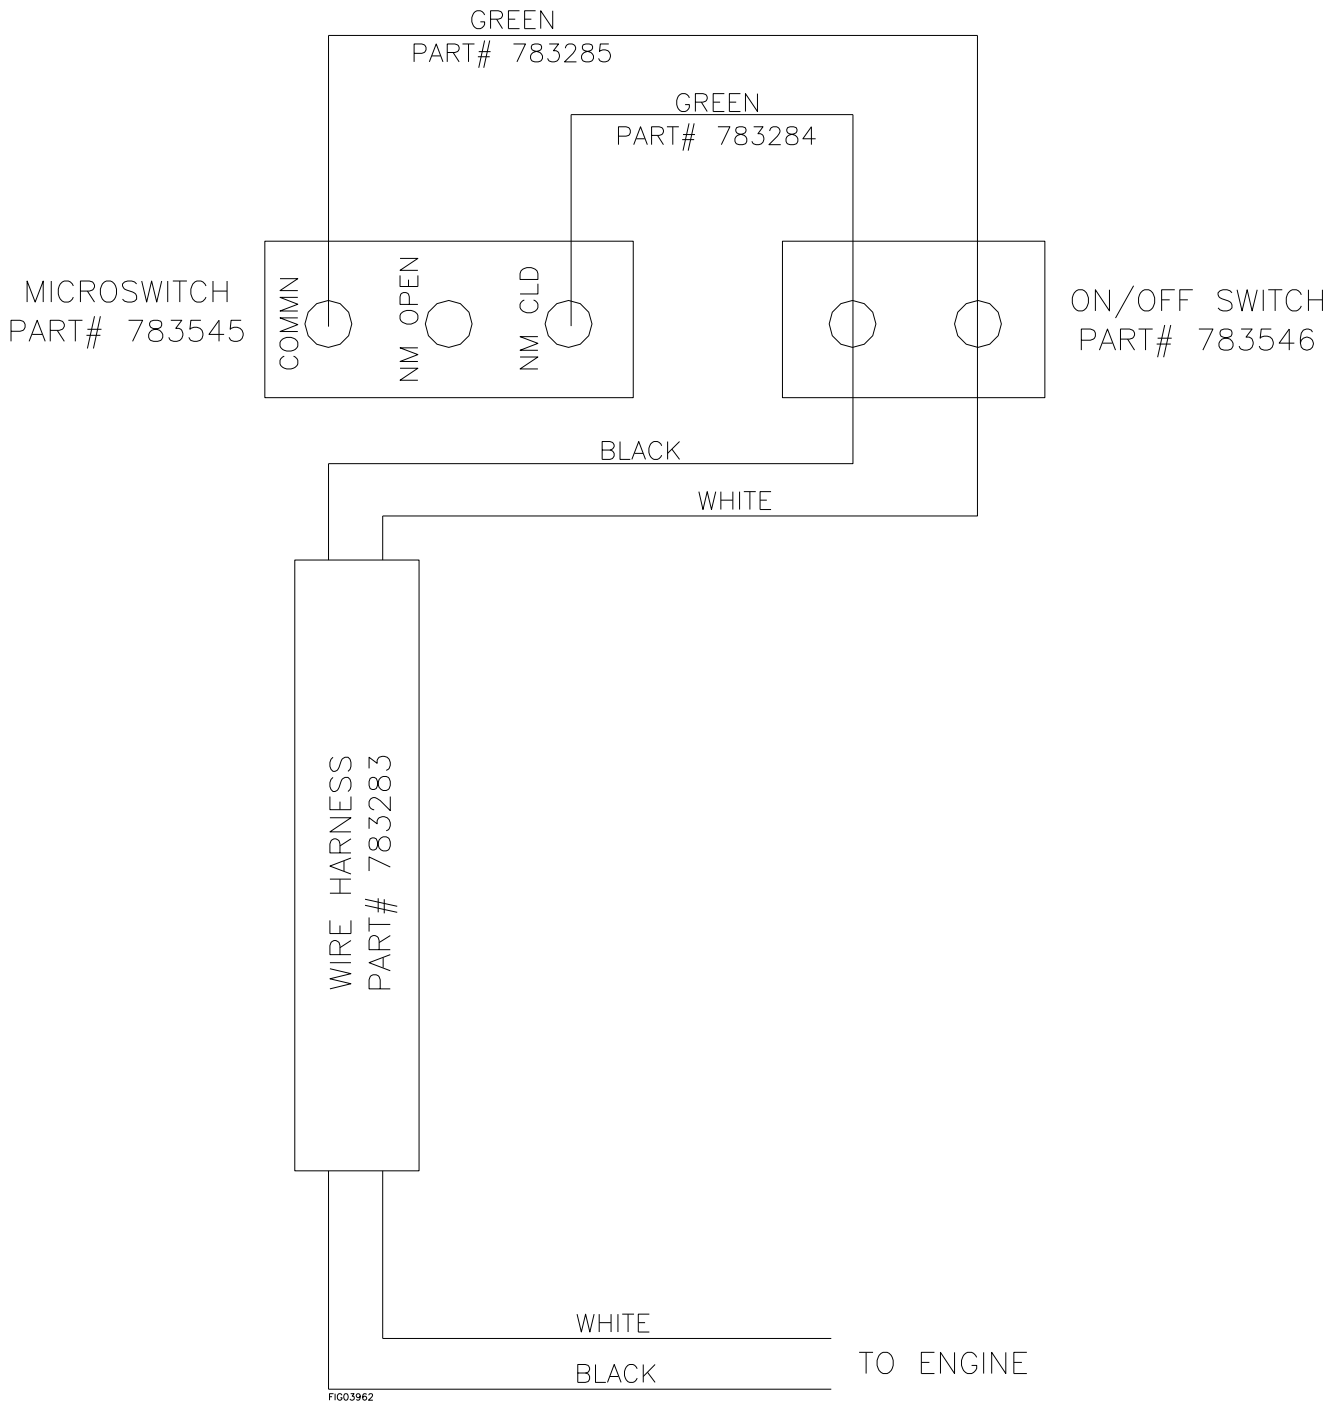 GREEN
PART# 783285
GREEN
PART# 783284
MICROSWITCH
PART# 783545
COMMN
NM OPEN
NM CLD
ON/OFF SWITCH
PART# 783546
BLACK
WHITE
WIRE HARNESS
PART# 783283
WHITE
BLACK
TO ENGINE
FIG03962